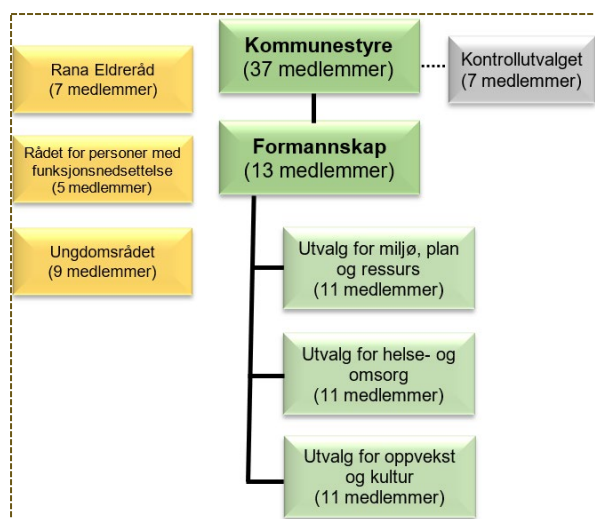 Kommunestyre
(37 medlemmer)
Kontrollutvalget
(7 medlemmer)
Rana Eldreråd
(7 medlemmer)
Formannskap
(13 medlemmer)
Rådet for personer med
funksjonsnedsettelse
(5 medlemmer)
Ungdomsrådet
(9 medlemmer)
Utvalg for miljø, plan
og ressurs
(11 medlemmer)
Utvalg for helse- og
omsorg
(11 medlemmer)
Utvalg for oppvekst
og kultur
(11 medlemmer)